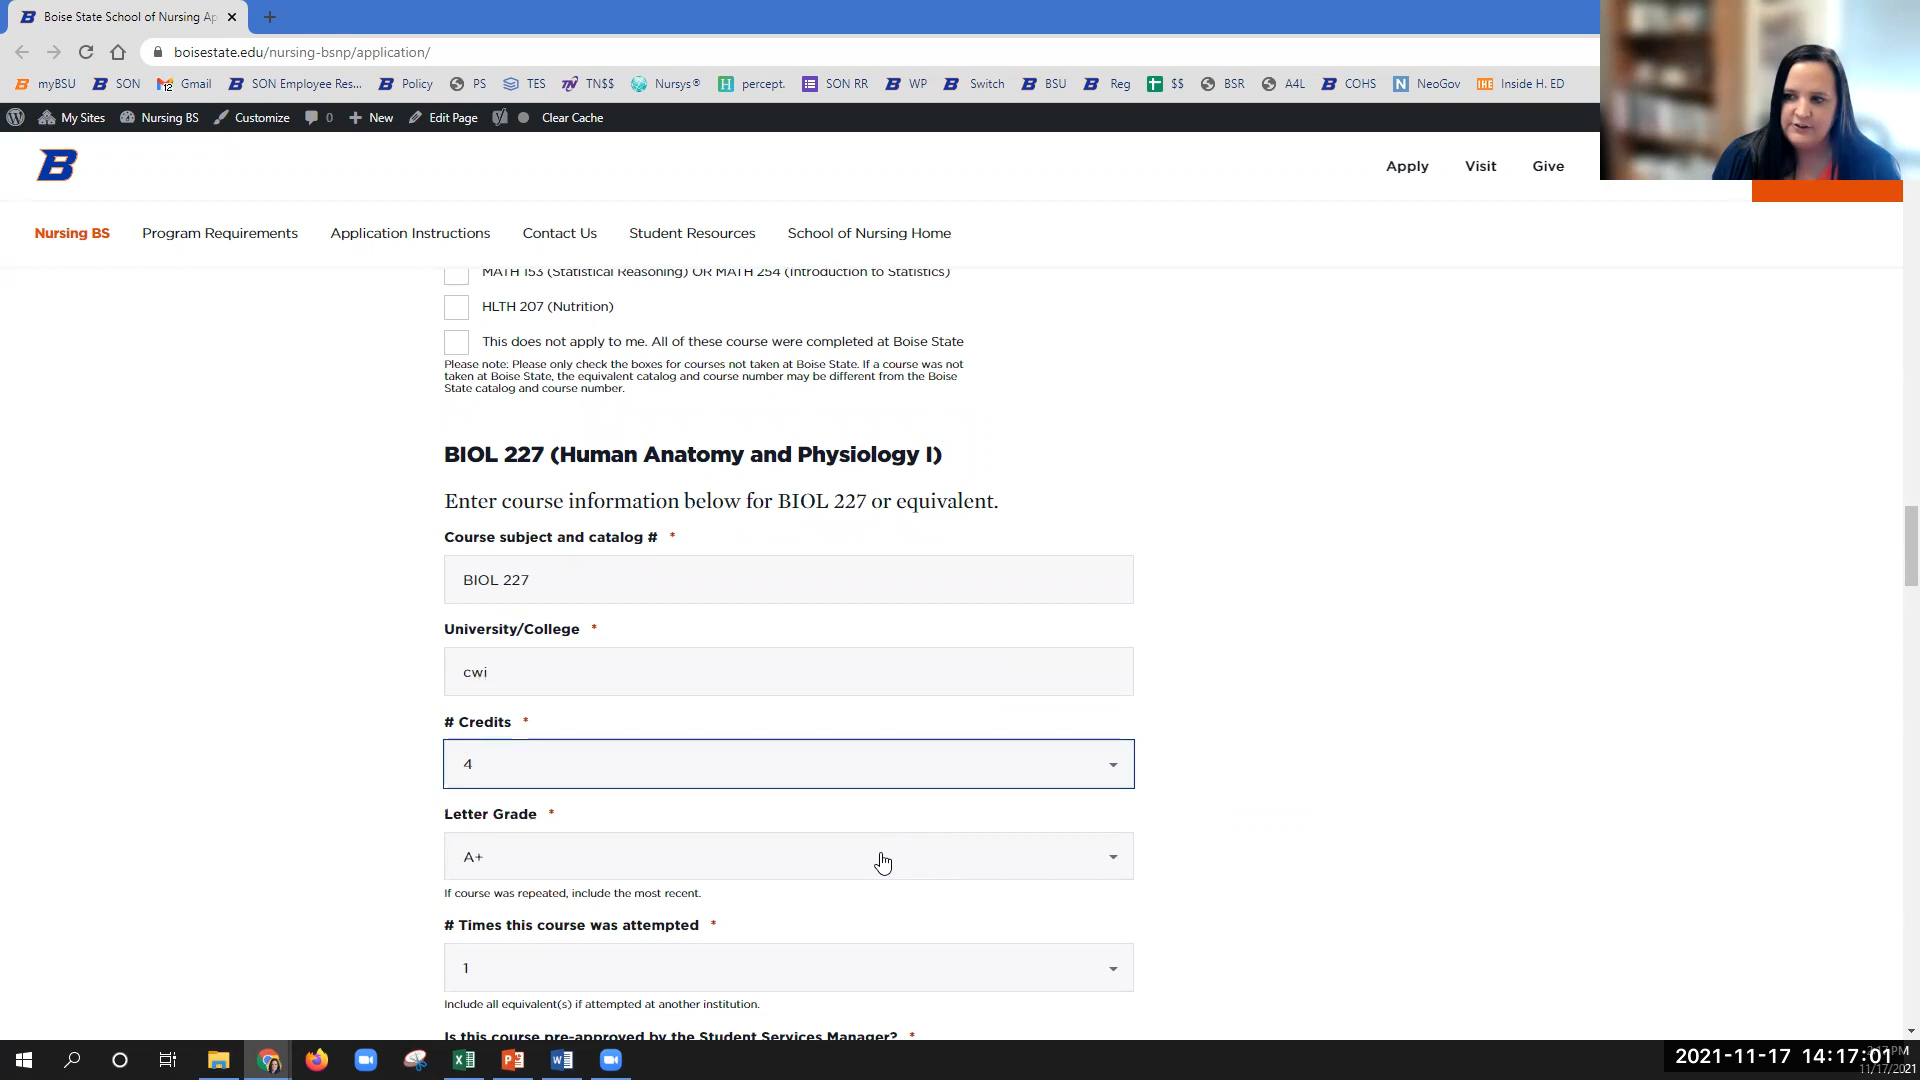 Boise State School of Nursing Ap
boisestate.edu/nursing-bsnp/application/
myBSU SON Gmail SON Employee Res... Policy PS TES TN$$ Nursys® percept. SON RR WP Switch BSU Reg $$ BSR A4L COHS NeoGov Inside H. ED
My Sites Nursing BS Customize 0 New Edit Page Clear Cache
Apply Visit Give
Nursing BS Program Requirements Application Instructions Contact Us Student Resources School of Nursing Home
MATH 153 (Statistical Reasoning) OR MATH 254 (Introduction to Statistics)
HLTH 207 (Nutrition)
This does not apply to me. All of these course were completed at Boise State
Please note: Please only check the boxes for courses not taken at Boise State. If a course was not
taken at Boise State, the equivalent catalog and course number may be different from the Boise
State catalog and course number.
BIOL 227 (Human Anatomy and Physiology I)
Enter course information below for BIOL 227 or equivalent.
Course subject and catalog # *
BIOL 227
University/College *
cwi
# Credits *
4
Letter Grade *
A+
If course was repeated, include the most recent.
# Times this course was attempted *
1
Include all equivalent(s) if attempted at another institution.
Is this course pre-approved by the Student Services Manager? *
2021-11-17 14:17:01
11/17/2021